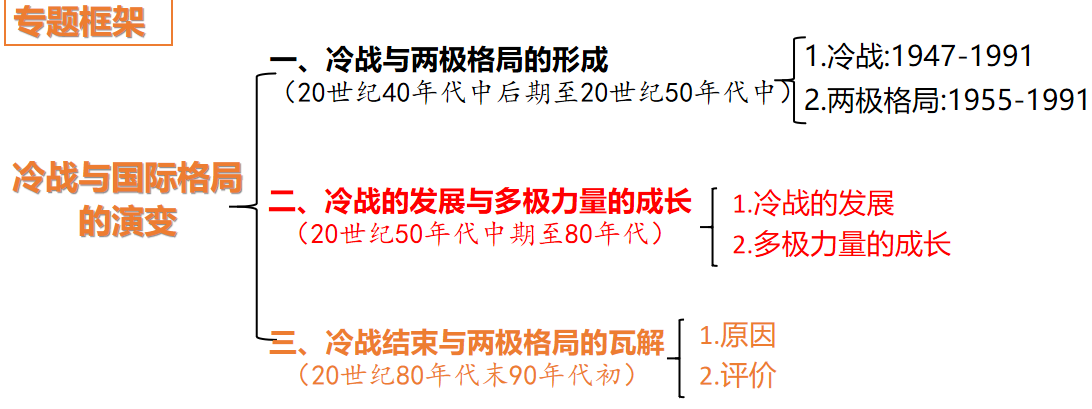 专题框架
冷战与国际格局
的演变
一、冷战与两极格局的形成
（20世纪40年代中后期至20世纪50年代中）
1.冷战:1947-1991
2.两极格局:1955-1991
二、冷战的发展与多极力量的成长
（20世纪50年代中期至80年代）
1.冷战的发展
2.多极力量的成长
三、冷战结束与两极格局的瓦解
（20世纪80年代末90年代初）
1.原因
2.评价